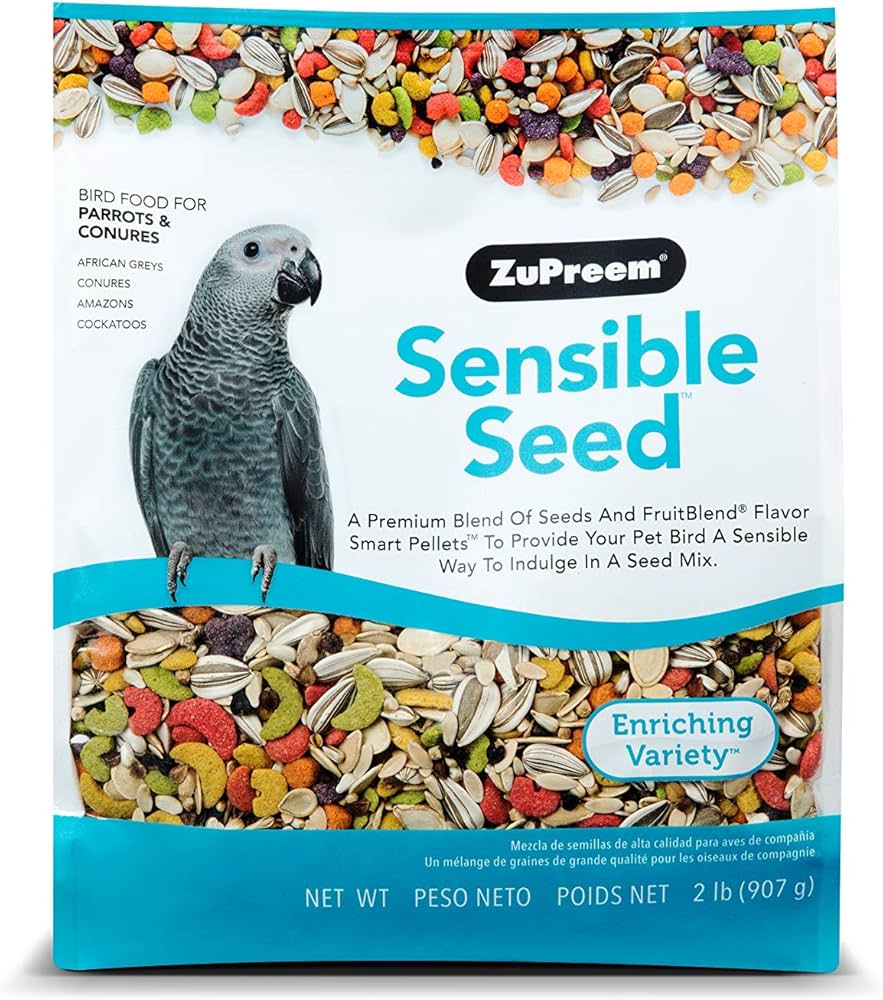 BIRD FOOD FOR
PARROTS &
CONURES
AFRICAN GREYS
CONURES
AMAZONS
COCKATOOS
ZuPreem®
Sensible
Seed™
A Premium Blend Of Seeds And FruitBlend® Flavor
Smart Pellets™ To Provide Your Pet Bird A Sensible
Way To Indulge In A Seed Mix.
Enriching
Variety™
Mezcla de semillas de alta calidad para aves de compañia
Un mélange de graines de grande qualité pour les oiseaux de compagnie
NET WT PESO NETO POIDS NET 2 lb (907 g)